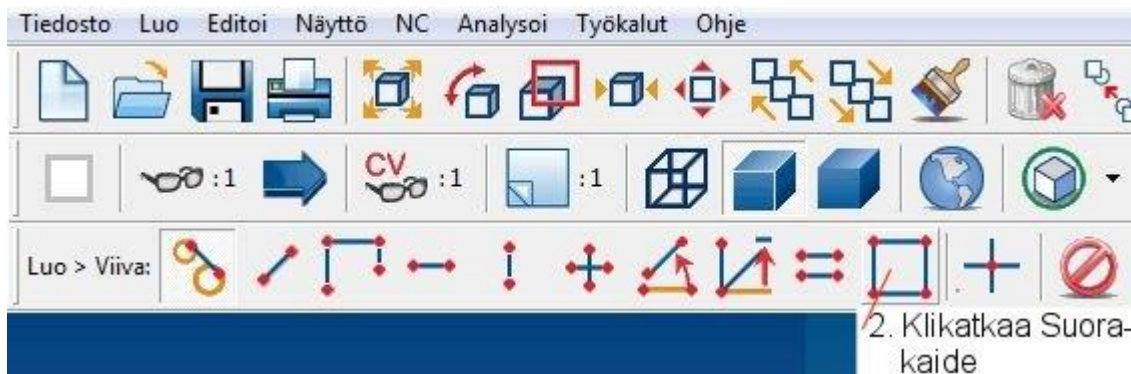 Tiedosto Luo Editoi Näyttö NC Analysoi Työkalut Ohje
:1 CV :1 :1
Luo > Viiva:
2. Klikatkaa Suora-
kaide